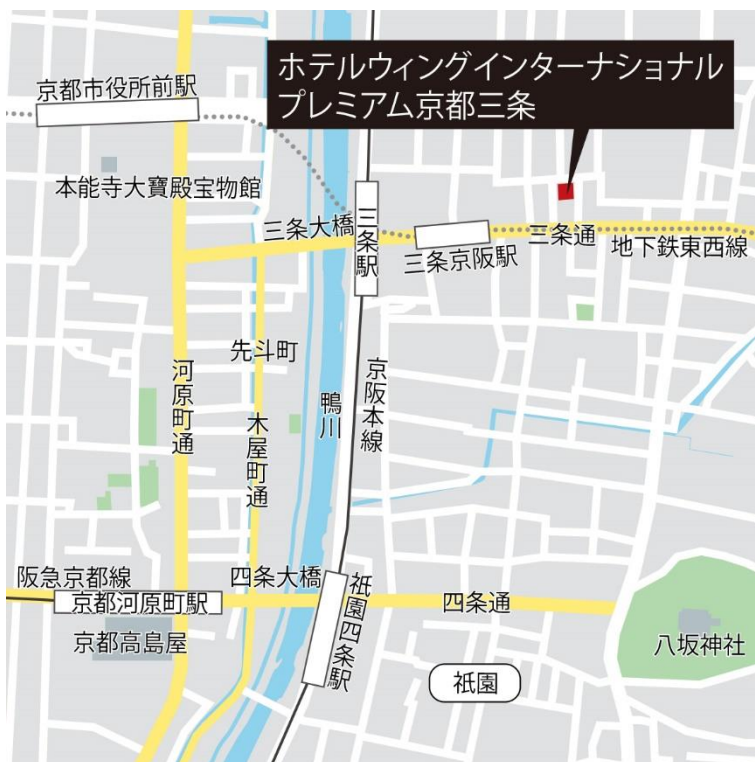 ホテルウィングインターナショナル
プレミアム京都三条
京都市役所前駅
本能寺大寶殿宝物館
三条大橋
三条駅
三条京阪駅
三条通
地下鉄東西線
先斗町
河原町通
木屋町通
鴨川
京阪本線
阪急京都線
京都河原町駅
四条大橋
祇園四条駅
四条通
京都高島屋
祇園
八坂神社